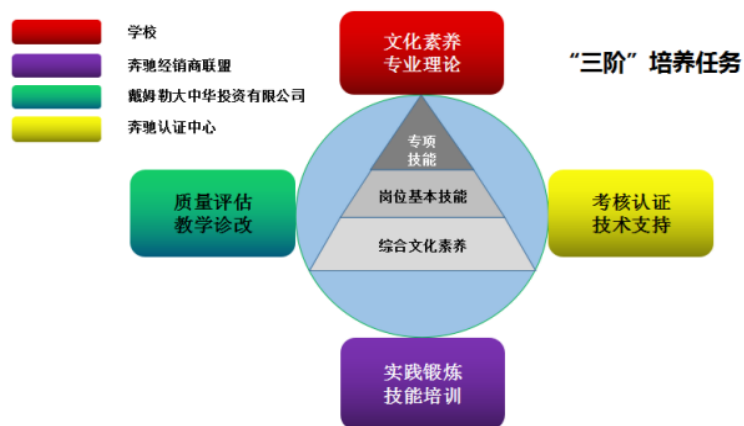 学校
奔驰经销商联盟
戴姆勒大中华投资有限公司
奔驰认证中心
“三阶”培养任务
文化素养
专业理论
专项
技能
岗位基本技能
综合文化素养
质量评估
教学诊改
考核认证
技术支持
实践锻炼
技能培训